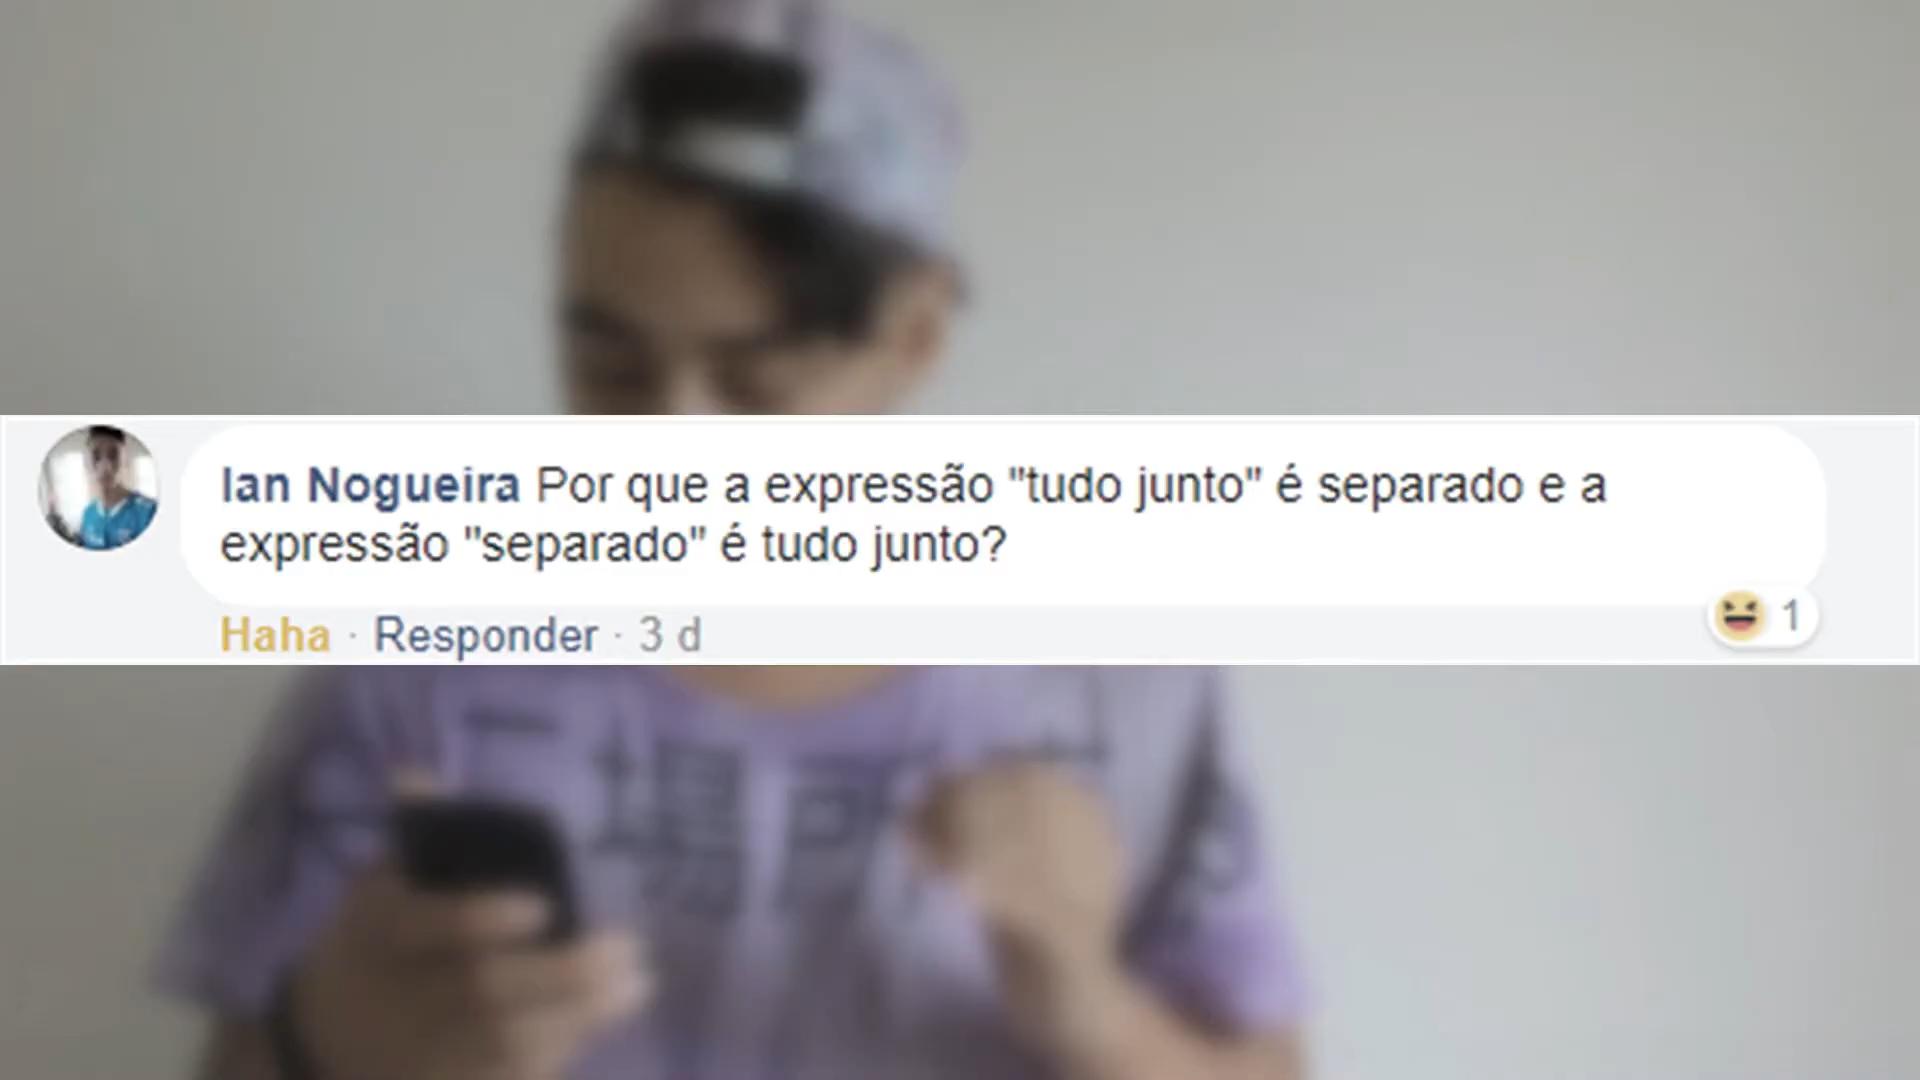 Ian Nogueira Por que a expressão "tudo junto" é separado e a
expressão "separado" é tudo junto?
Haha · Responder · 3 d
1